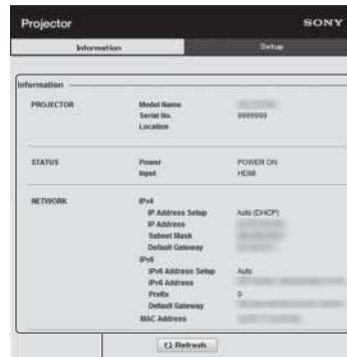 Projector SONY
Information Setup
Information
PROJECTOR Model Name
Serial No. 9999999
Location
STATUS Power POWER ON
Input HDMI
NETWORK IPv4
IP Address Setup Auto (DHCP)
IP Address
Subnet Mask
Default Gateway
IPv6
IPv6 Address Setup Auto
IPv6 Address
Prefix 0
Default Gateway
MAC Address
Refresh